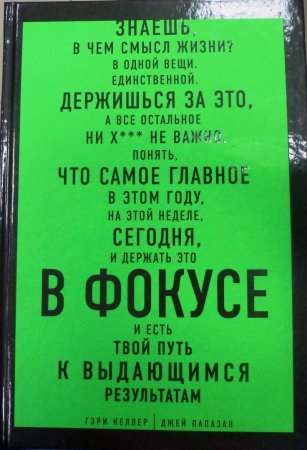 ЗНАЕШЬ,
В ЧЕМ СМЫСЛ ЖИЗНИ?
В ОДНОЙ ВЕЩИ.
ЕДИНСТВЕННОЙ.
ДЕРЖИШЬСЯ ЗА ЭТО,
А ВСЕ ОСТАЛЬНОЕ
НИ Х*** НЕ ВАЖНО.
ПОНЯТЬ,
ЧТО САМОЕ ГЛАВНОЕ
В ЭТОМ ГОДУ,
НА ЭТОЙ НЕДЕЛЕ,
СЕГОДНЯ,
И ДЕРЖАТЬ ЭТО
В ФОКУСЕ
И ЕСТЬ
ТВОЙ ПУТЬ
К ВЫДАЮЩИМСЯ
РЕЗУЛЬТАТАМ
ГЭРИ КЕЛЛЕР | ДЖЕЙ ПАПАЗАН